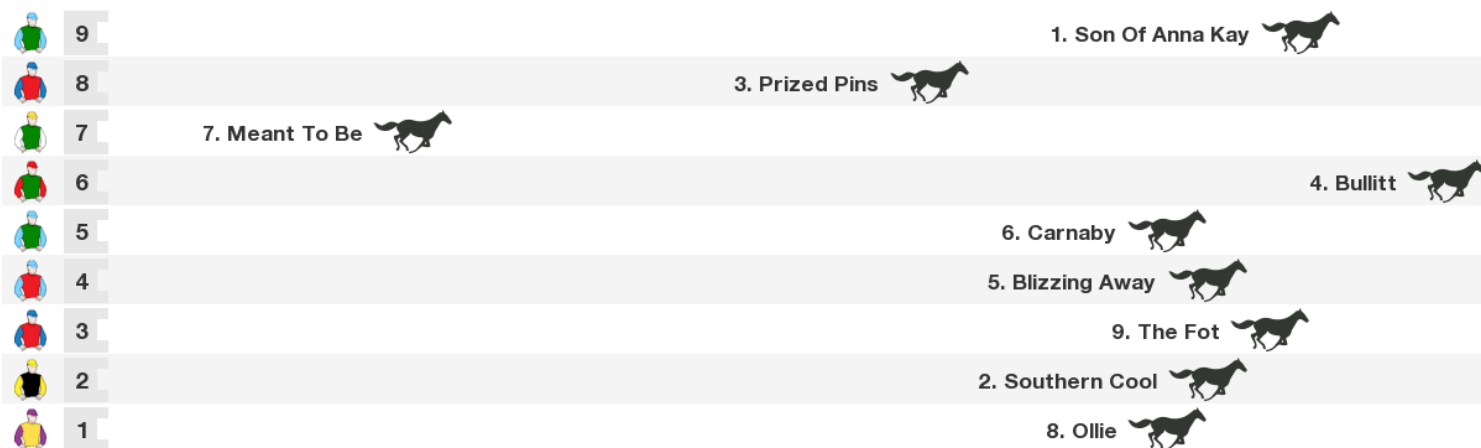 9 1. Son Of Anna Kay
8 3. Prized Pins
7 7. Meant To Be
6 4. Bullitt
5 6. Carnaby
4 5. Blizzing Away
3 9. The Fot
2 2. Southern Cool
1 8. Ollie